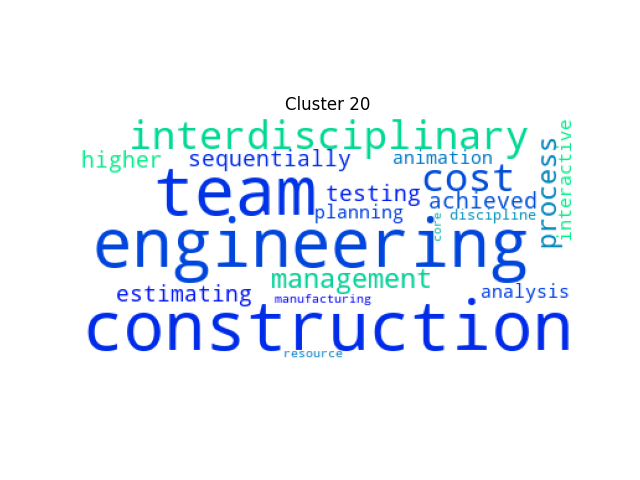 Cluster 20
interdisciplinary
interactive
higher
sequentially
animation
process
team
testing
cost
achieved
planning
core
discipline
engineering
management
estimating
manufacturing
analysis
construction
resource